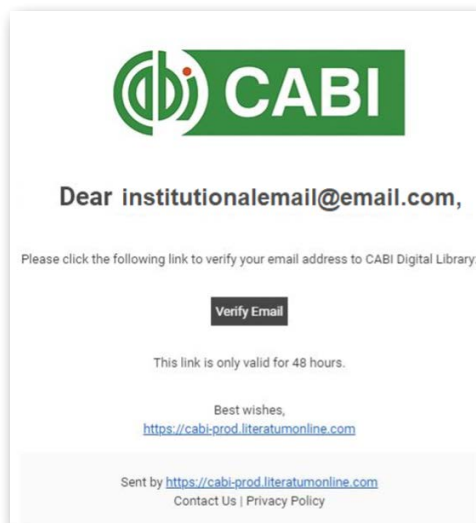 CABI
Dear institutionalemail@email.com,
Please click the following link to verify your email address to CABI Digital Library
Verify Email
This link is only valid for 48 hours.
Best wishes,
https://cabi-prod.literatumonline.com
Sent by https://cabi-prod.literatumonline.com
Contact Us | Privacy Policy